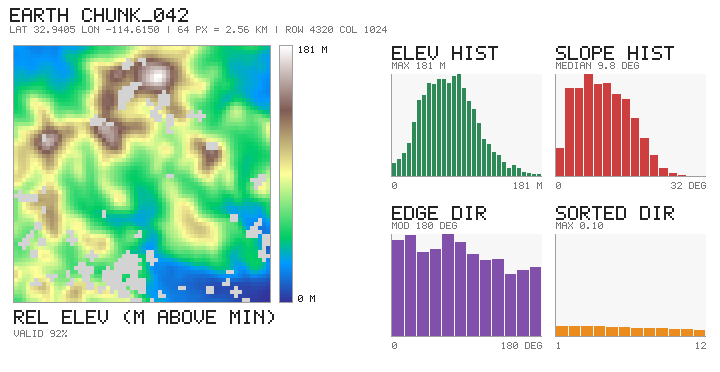 EARTH CHUNK_042
LAT 32.9405 LON -114.6150 | 64 PX = 2.56 KM | ROW 4320 COL 1024
181 M
0 M
REL ELEV (M ABOVE MIN)
VALID 92%
ELEV HIST
MAX 181 M
0 181 M
SLOPE HIST
MEDIAN 9.8 DEG
0 32 DEG
EDGE DIR
MOD 180 DEG
0 180 DEG
SORTED DIR
MAX 0.10
1 12